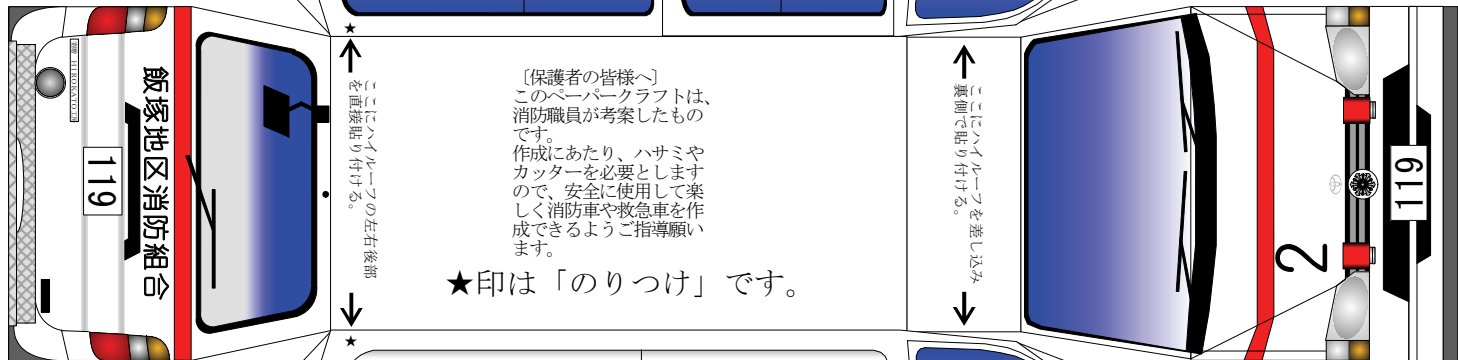 飯塚地区消防組合
119
★
ここにハイルーフの左右後部
を直接貼り付ける。
★
〔保護者の皆様へ〕
このペーパークラフトは、
消防職員が考案したもの
です。
作成にあたり、ハサミや
カッターを必要とします
ので、安全に使用して楽
しく消防車や救急車を作
成できるようご指導願い
ます。
★印は「のりつけ」です。
ここにハイルーフを差し込み
裏側で貼り付ける。
2
119